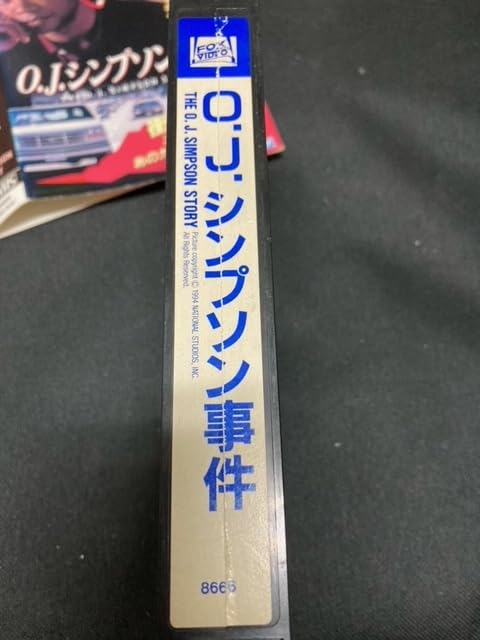 FOX
VIDEO
O.J.シンプソン事件
THE O.J. SIMPSON STORY
Picture copyright © 1994 NATIONAL STUDIOS, INC.
All Rights Reserved.
8666
O.J.シンプソン